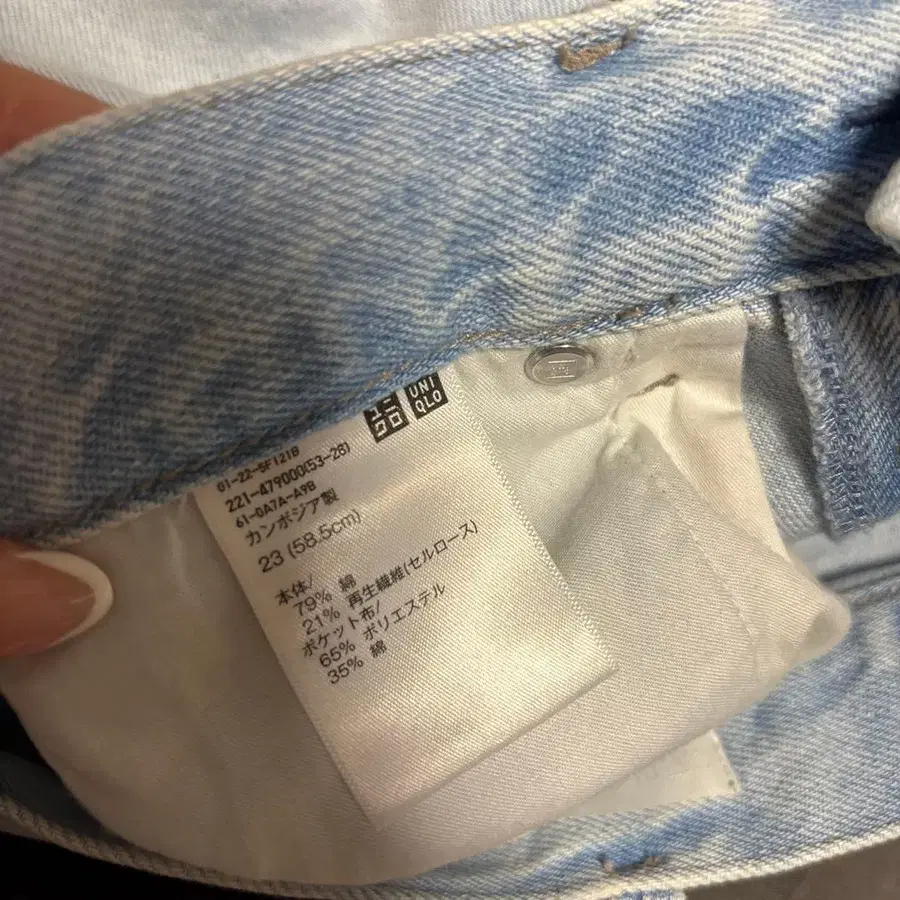 UNI
QLO
01-22-SF121B
221-479000(53-28)
61-0A7A-A9B
カンボジア製
23 (58.5cm)
本体/
79% 綿
21% 再生繊維(セルロース)
ポケット布/
65% ポリエステル
35% 綿